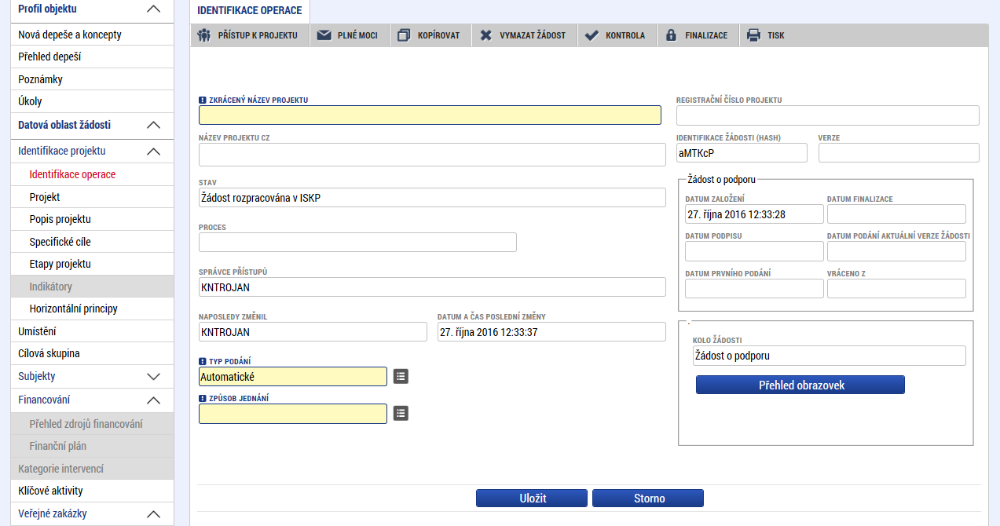 Profil objektu
Nová depeše a koncepty
Přehled depeší
Poznámky
Úkoly
Datová oblast žádosti
Identifikace projektu
Identifikace operace
Projekt
Popis projektu
Specifické cíle
Etapy projektu
Indikátory
Horizontální principy
Umístění
Cílová skupina
Subjekty
Financování
Přehled zdrojů financování
Finanční plán
Kategorie intervencí
Klíčové aktivity
Veřejné zakázky
IDENTIFIKACE OPERACE
PŘÍSTUP K PROJEKTU PLNÉ MOCI KOPÍROVAT VYMAZAT ŽÁDOST KONTROLA FINALIZACE TISK
ZKRÁCENÝ NÁZEV PROJEKTU
NÁZEV PROJEKTU CZ
STAV
Žádost rozpracována v ISKP
PROCES
SPRÁVCE PŘÍSTUPŮ
KNTROJAN
NAPOSLEDY ZMĚNIL DATUM A ČAS POSLEDNÍ ZMĚNY
KNTROJAN 27. října 2016 12:33:37
TYP PODÁNÍ
Automatické
ZPŮSOB JEDNÁNÍ
REGISTRAČNÍ ČÍSLO PROJEKTU
IDENTIFIKACE ŽÁDOSTI (HASH) VERZE
aMTKcP
Žádost o podporu
DATUM ZALOŽENÍ DATUM FINALIZACE
27. října 2016 12:33:28
DATUM PODPISU DATUM PODÁNÍ AKTUÁLNÍ VERZE ŽÁDOSTI
DATUM PRVNÍHO PODÁNÍ VRÁCENO Z
.
KOLO ŽÁDOSTI
Žádost o podporu
Přehled obrazovek
Uložit Storno